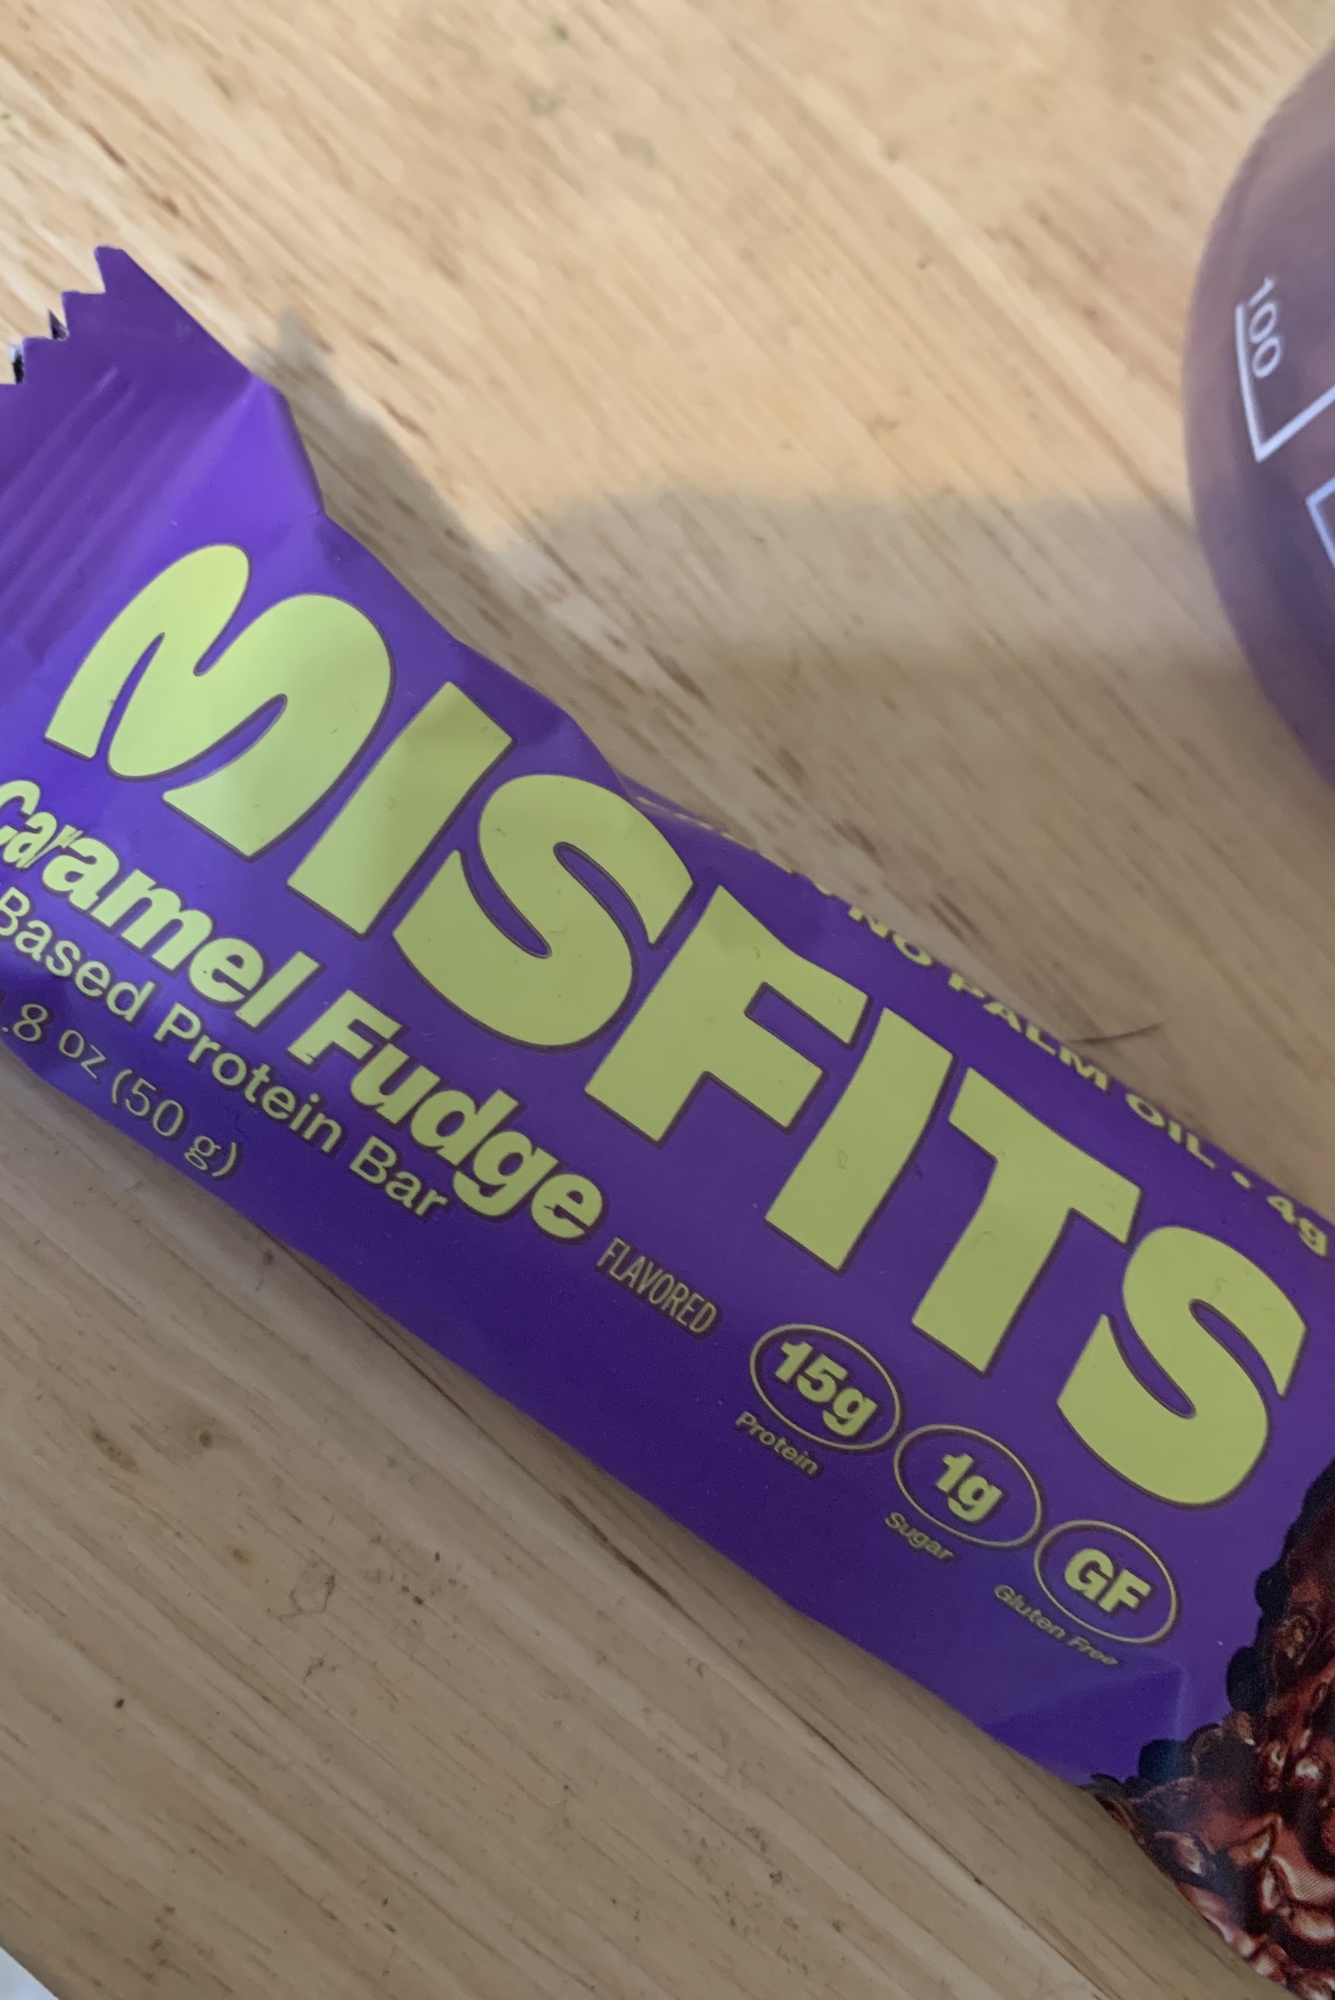 MISFITS
Caramel Fudge
FLAVORED
Based Protein Bar
.8 oz (50 g)
NO PALM OIL • 4g
15g
Protein
1g
Sugar
GF
Gluten Free
100